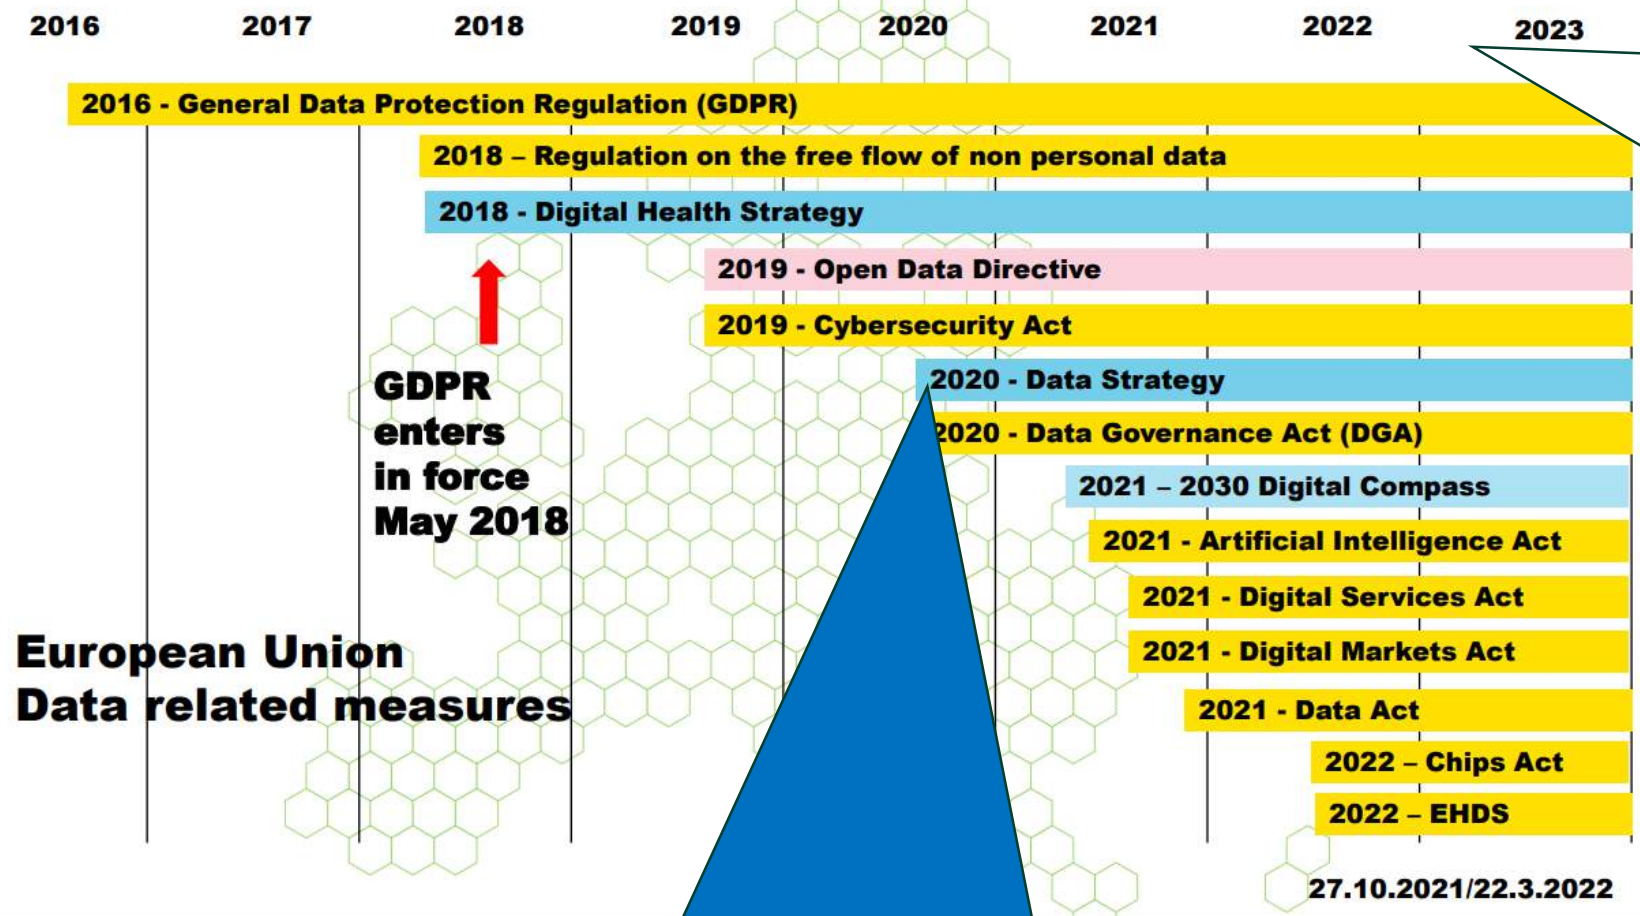 2016 2017 2018 2019 2020 2021 2022 2023
2016 - General Data Protection Regulation (GDPR)
2018 – Regulation on the free flow of non personal data
2018 - Digital Health Strategy
2019 - Open Data Directive
2019 - Cybersecurity Act
2020 - Data Strategy
2020 - Data Governance Act (DGA)
2021 – 2030 Digital Compass
2021 - Artificial Intelligence Act
2021 - Digital Services Act
2021 - Digital Markets Act
2021 - Data Act
2022 – Chips Act
2022 – EHDS
GDPR
enters
in force
May 2018
European Union
Data related measures
27.10.2021/22.3.2022